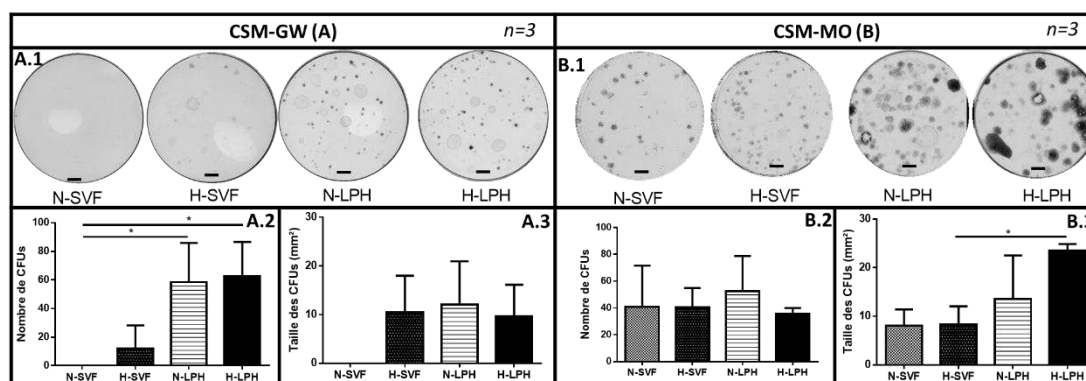 CSM-GW (A) n=3
CSM-MO (B) n=3
A.1
N-SVF H-SVF N-LPH H-LPH
B.1
N-SVF H-SVF N-LPH H-LPH
A.2
* 
*
Nombre de CFUs
100
80
60
40
20
0
N-SVF H-SVF N-LPH H-LPH
A.3
Taille des CFUs (mm²)
30
20
10
0
N-SVF H-SVF N-LPH H-LPH
B.2
Nombre de CFUs
100
80
60
40
20
0
N-SVF H-SVF N-LPH H-LPH
*
Taille des CFUs (mm²)
30
20
10
0
N-SVF H-SVF N-LPH H-LPH